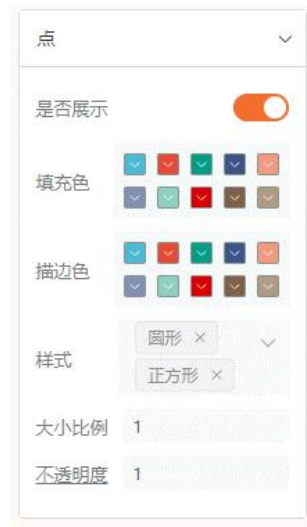 点
是否展示
填充色
描边色
样式
圆形 ×
正方形 ×
大小比例 1
不透明度 1